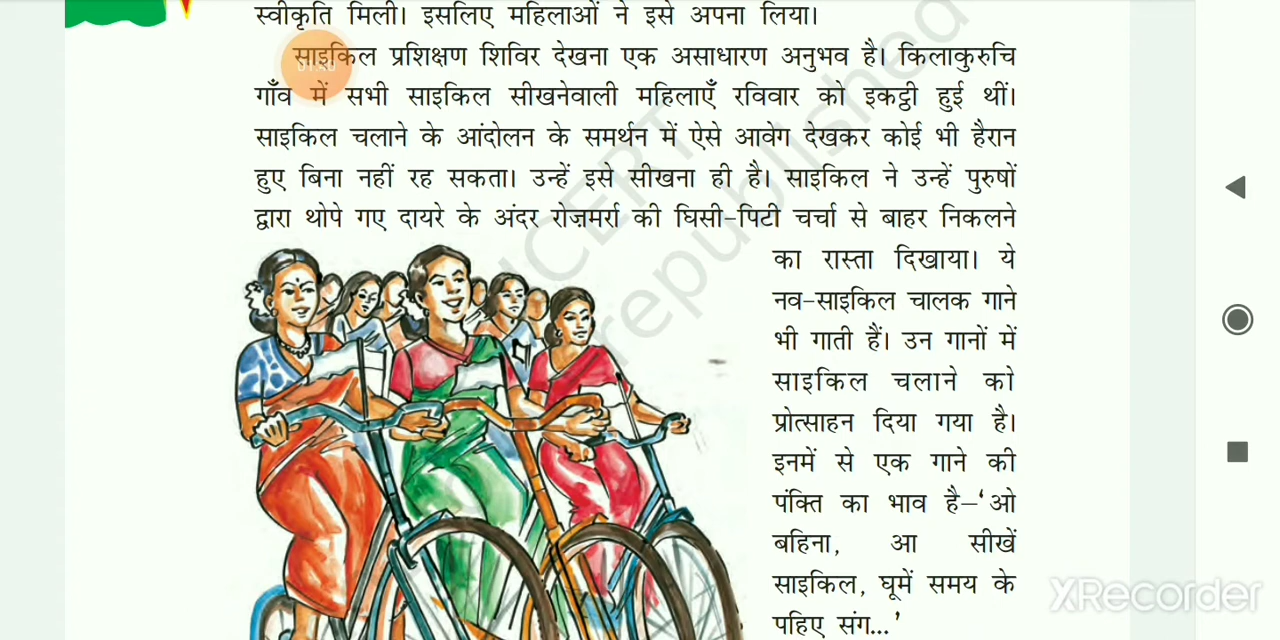 स्वीकृति मिली। इसलिए महिलाओं ने इसे अपना लिया।
साइकिल प्रशिक्षण शिविर देखना एक असाधारण अनुभव है। किलाकुरुचि
गाँव में सभी साइकिल सीखनेवाली महिलाएँ रविवार को इकट्ठी हुई थीं।
साइकिल चलाने के आंदोलन के समर्थन में ऐसे आवेग देखकर कोई भी हैरान
हुए बिना नहीं रह सकता। उन्हें इसे सीखना ही है। साइकिल ने उन्हें पुरुषों
द्वारा थोपे गए दायरे के अंदर रोज़मर्रा की घिसी-पिटी चर्चा से बाहर निकलने
का रास्ता दिखाया। ये
नव-साइकिल चालक गाने
भी गाती हैं। उन गानों में
साइकिल चलाने को
प्रोत्साहन दिया गया है।
इनमें से एक गाने की
पंक्ति का भाव है–‘ओ
बहिना, आ सीखें
साइकिल, घूमें समय के
पहिए संग...’
NCERT
republished
XRecorder